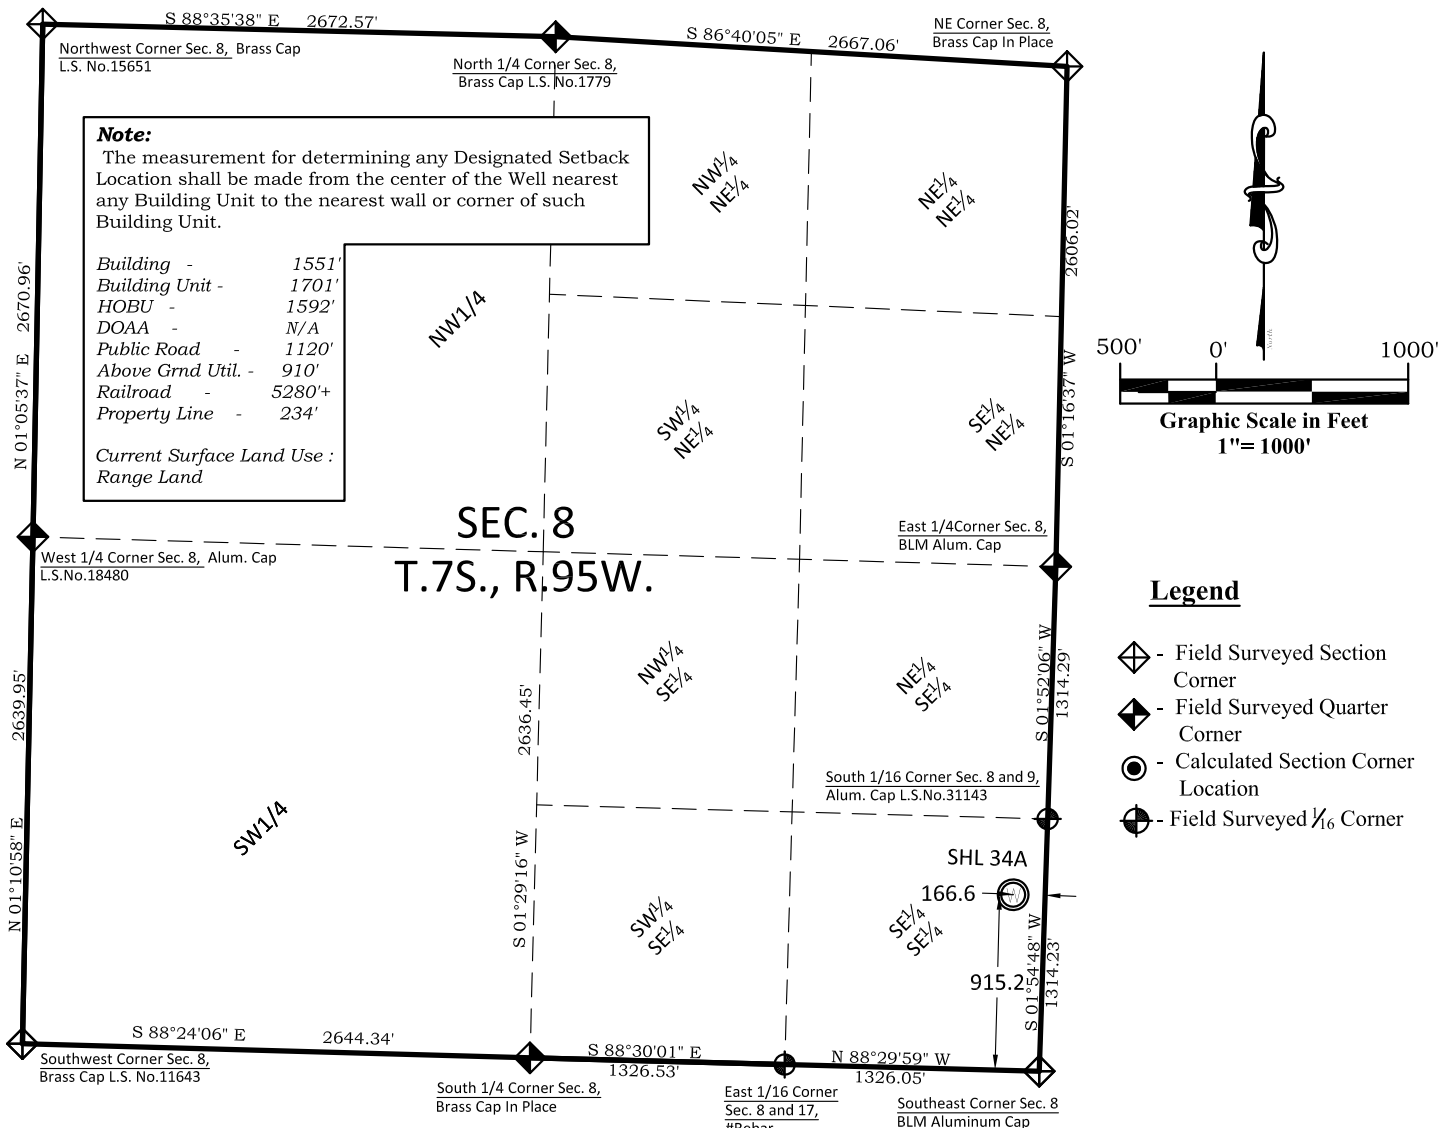 S 88°35'38" E 2672.57'
S 86°40'05" E 2667.06'
NE Corner Sec. 8,
Brass Cap In Place
Northwest Corner Sec. 8, Brass Cap
L.S. No.15651
North 1/4 Corner Sec. 8,
Brass Cap L.S. No.1779
Note:
The measurement for determining any Designated Setback
Location shall be made from the center of the Well nearest
any Building Unit to the nearest wall or corner of such
Building Unit.
Building - 1551'
Building Unit - 1701'
HOBU - 1592'
DOAA - N/A
Public Road - 1120'
Above Grnd Util. - 910'
Railroad - 5280'+
Property Line - 234'
Current Surface Land Use :
Range Land
NW1/4
NE1/4
NE1/4
NE1/4
NW1/4
SW1/4
NE1/4
SE1/4
NE1/4
N 01°05'37" E 2670.96'
S 01°16'37" W 2606.02'
North
500' 0' 1000'
Graphic Scale in Feet
1"= 1000'
SEC. 8
T.7S., R.95W.
East 1/4Corner Sec. 8,
BLM Alum. Cap
West 1/4 Corner Sec. 8, Alum. Cap
L.S.No.18480
Legend
- Field Surveyed Section
Corner
- Field Surveyed Quarter
Corner
- Calculated Section Corner
Location
- Field Surveyed 1/16 Corner
NW1/4
SE1/4
NE1/4
SE1/4
S 01°52'06" W
1314.29'
N 01°10'58" E 2639.95'
S 01°29'16" W 2636.45'
South 1/16 Corner Sec. 8 and 9,
Alum. Cap L.S.No.31143
SW1/4
SHL 34A
166.6
SW1/4
SE1/4
SE1/4
SE1/4
915.2
S 01°54'48" W
1314.23'
S 88°24'06" E 2644.34'
S 88°30'01" E
1326.53'
N 88°29'59" W
1326.05'
Southwest Corner Sec. 8,
Brass Cap L.S. No.11643
South 1/4 Corner Sec. 8,
Brass Cap In Place
East 1/16 Corner
Sec. 8 and 17,
#Rebar
Southeast Corner Sec. 8
BLM Aluminum Cap